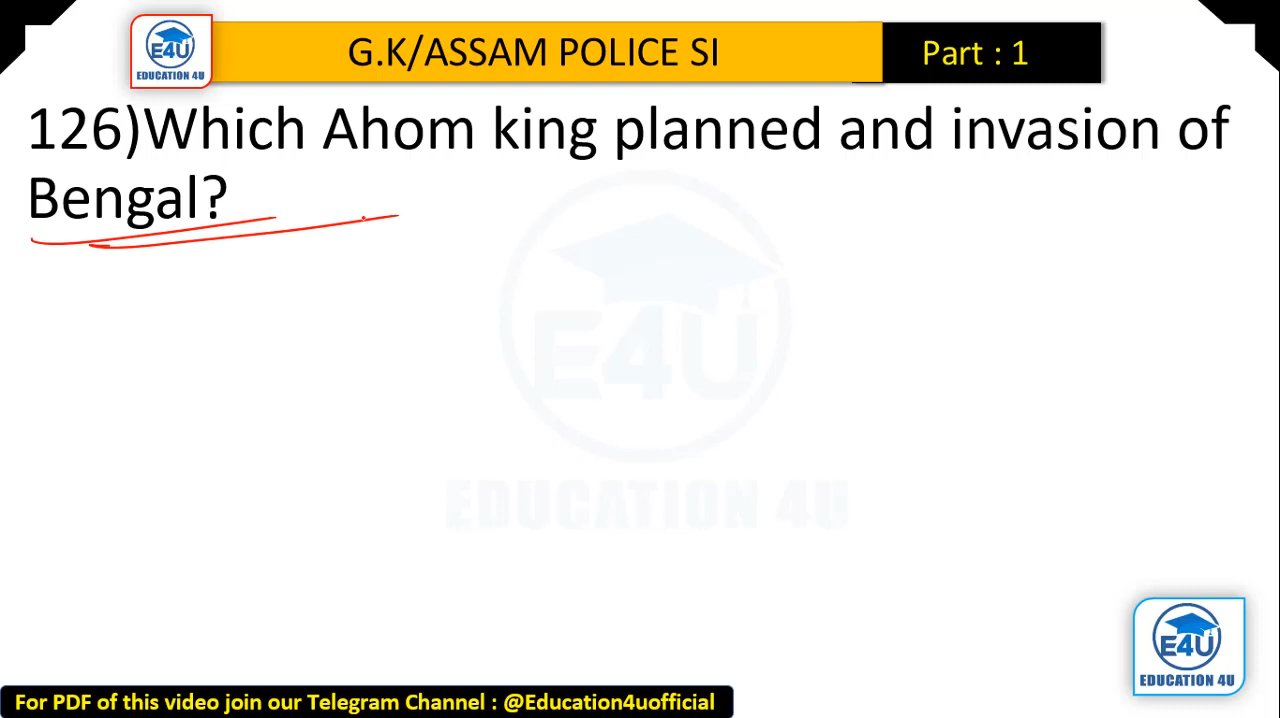 E4U
EDUCATION 4U
G.K/ASSAM POLICE SI
Part : 1
126)Which Ahom king planned and invasion of
Bengal?
E4U
EDUCATION 4U
E4U
EDUCATION 4U
For PDF of this video join our Telegram Channel : @Education4uofficial